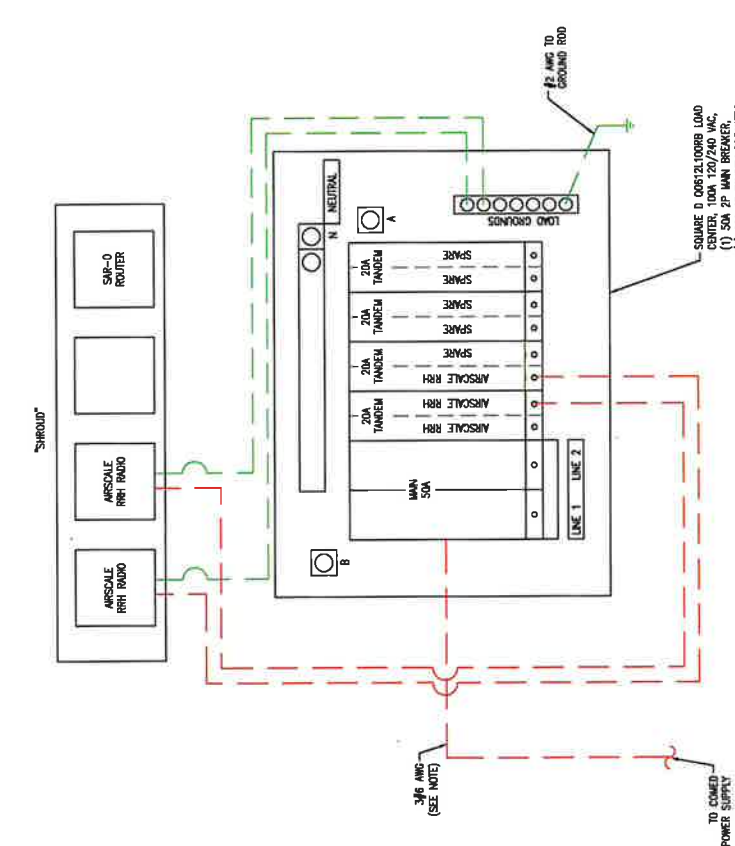 "SHROUD"
AIRSCALE
RRH RADIO
AIRSCALE
RRH RADIO
SAR-O
ROUTER
B
N
NEUTRAL
A
MAIN
50A
20A
TANDEM
20A
TANDEM
20A
TANDEM
20A
TANDEM
AIRSCALE RRH
AIRSCALE RRH
AIRSCALE RRH
SPARE
SPARE
SPARE
SPARE
SPARE
LINE 1
LINE 2
LOAD GROUNDS
#2 AWG TO
GROUND ROD
3#6 AWG
(SEE NOTE)
TO COMED
POWER SUPPLY
SQUARE D QO612L100RB LOAD
CENTER, 100A 120/240 VAC,
(1) 50A 2P MAIN BREAKER,